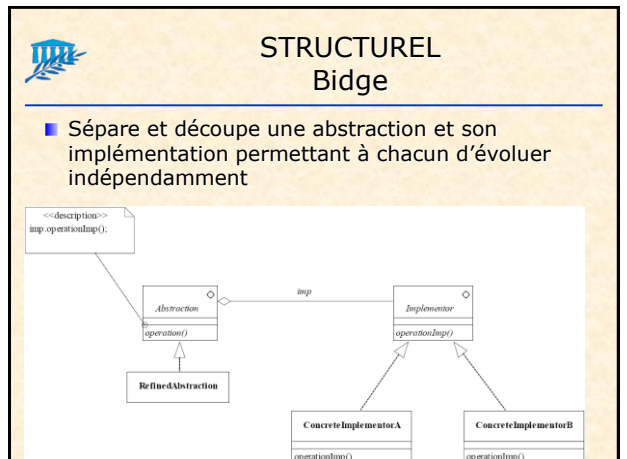 STRUCTUREL
Bidge
Sépare et découpe une abstraction et son
implémentation permettant à chacun d’évoluer
indépendamment
<<description>>
imp.operationImp();
Abstraction
operation()
imp
Implementor
operationImp()
RefinedAbstraction
ConcreteImplementorA
operationImp()
ConcreteImplementorB
operationImp()